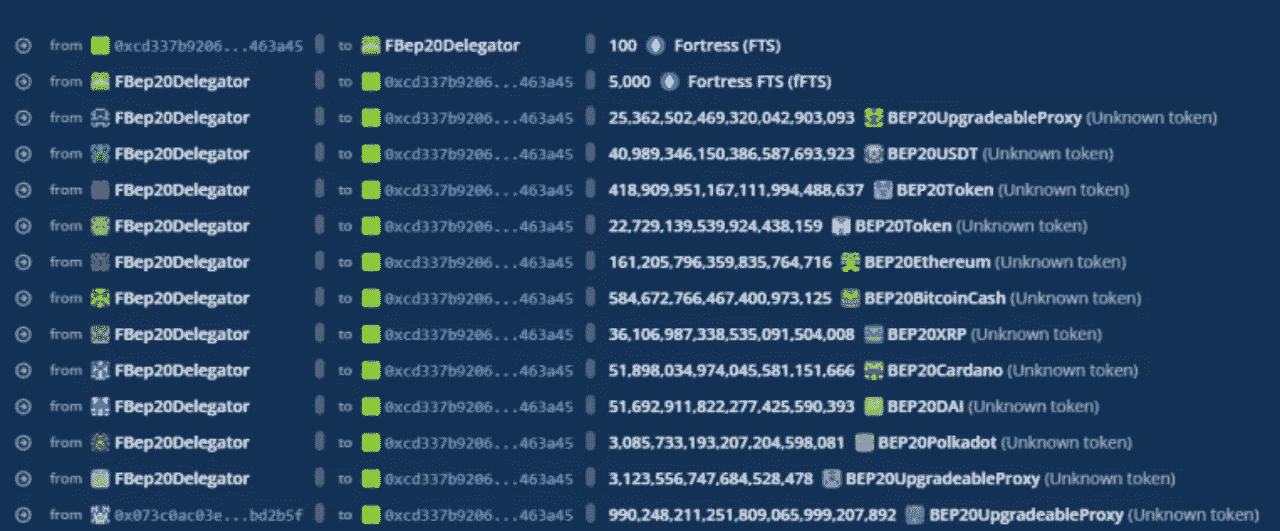 from 0xcd337b9206...463a45 to FBep20Delegator 100 Fortress (FTS)
from FBep20Delegator to 0xcd337b9206...463a45 5,000 Fortress FTS (fFTS)
from FBep20Delegator to 0xcd337b9206...463a45 25,362,502,469,320,042,903,093 BEP20UpgradeableProxy (Unknown token)
from FBep20Delegator to 0xcd337b9206...463a45 40,989,346,150,386,587,693,923 BEP20USDT (Unknown token)
from FBep20Delegator to 0xcd337b9206...463a45 418,909,951,167,111,994,488,637 BEP20Token (Unknown token)
from FBep20Delegator to 0xcd337b9206...463a45 22,729,139,539,924,438,159 BEP20Token (Unknown token)
from FBep20Delegator to 0xcd337b9206...463a45 161,205,796,359,835,764,716 BEP20Ethereum (Unknown token)
from FBep20Delegator to 0xcd337b9206...463a45 584,672,766,467,400,973,125 BEP20BitcoinCash (Unknown token)
from FBep20Delegator to 0xcd337b9206...463a45 36,106,987,338,535,091,504,008 BEP20XRP (Unknown token)
from FBep20Delegator to 0xcd337b9206...463a45 51,898,034,974,045,581,151,666 BEP20Cardano (Unknown token)
from FBep20Delegator to 0xcd337b9206...463a45 51,692,911,822,277,425,590,393 BEP20DAI (Unknown token)
from FBep20Delegator to 0xcd337b9206...463a45 3,085,733,193,207,204,598,081 BEP20Polkadot (Unknown token)
from FBep20Delegator to 0xcd337b9206...463a45 3,123,556,747,684,528,478 BEP20UpgradeableProxy (Unknown token)
from 0x073c0ac03e...bd2b5f to 0xcd337b9206...463a45 990,248,211,251,809,065,999,207,892 BEP20UpgradeableProxy (Unknown token)